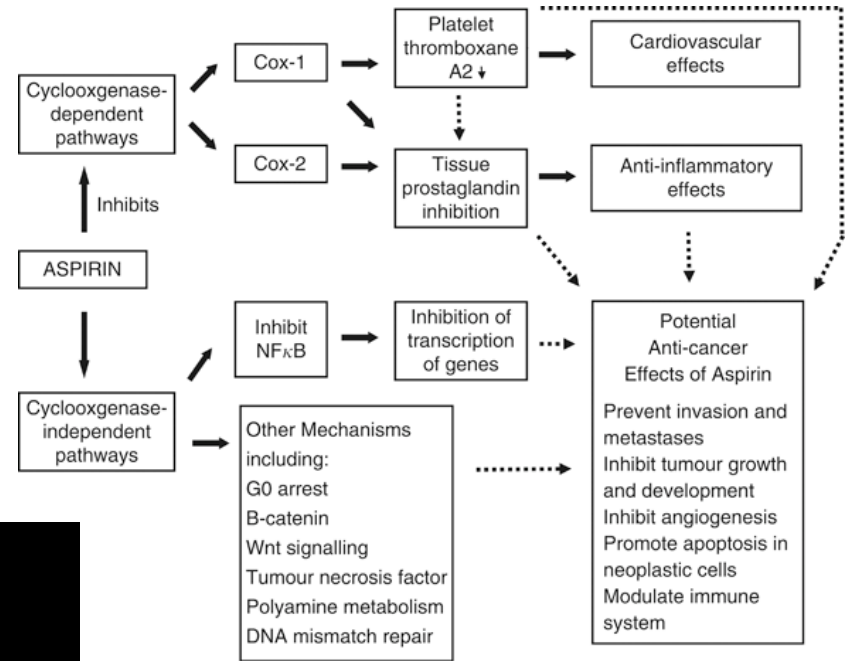 Platelet
thromboxane
A2 ↓
Cardiovascular
effects
Cox-1
Cyclooxgenase-
dependent
pathways
Cox-2
Tissue
prostaglandin
inhibition
Anti-inflammatory
effects
Inhibits
ASPIRIN
Inhibit
NFκB
Inhibition of
transcription
of genes
Cyclooxgenase-
independent
pathways
Other Mechanisms
including:
G0 arrest
B-catenin
Wnt signalling
Tumour necrosis factor
Polyamine metabolism
DNA mismatch repair
Potential
Anti-cancer
Effects of Aspirin
Prevent invasion and
metastases
Inhibit tumour growth
and development
Inhibit angiogenesis
Promote apoptosis in
neoplastic cells
Modulate immune
system